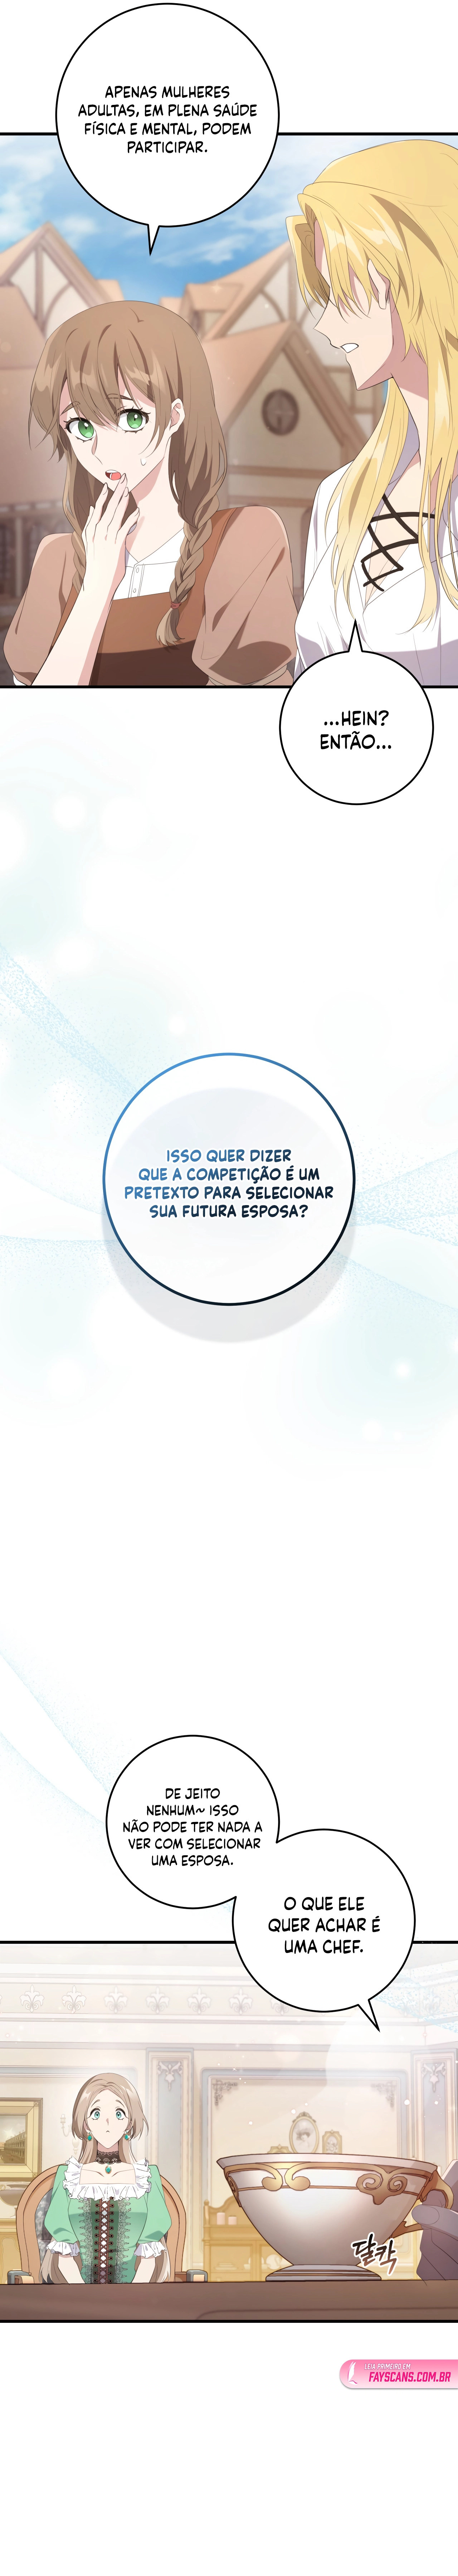 APENAS MULHERES
ADULTAS, EM PLENA SAÚDE
FÍSICA E MENTAL, PODEM
PARTICIPAR.
...HEIN?
ENTÃO...
ISSO QUER DIZER
QUE A COMPETIÇÃO É UM
PRETEXTO PARA SELECIONAR
SUA FUTURA ESPOSA?
DE JEITO
NENHUM~ ISSO
NÃO PODE TER NADA A
VER COM SELECIONAR
UMA ESPOSA.
O QUE ELE
QUER ACHAR É
UMA CHEF.
달칵
LEIA PRIMEIRO EM
FAYSCANS.COM.BR